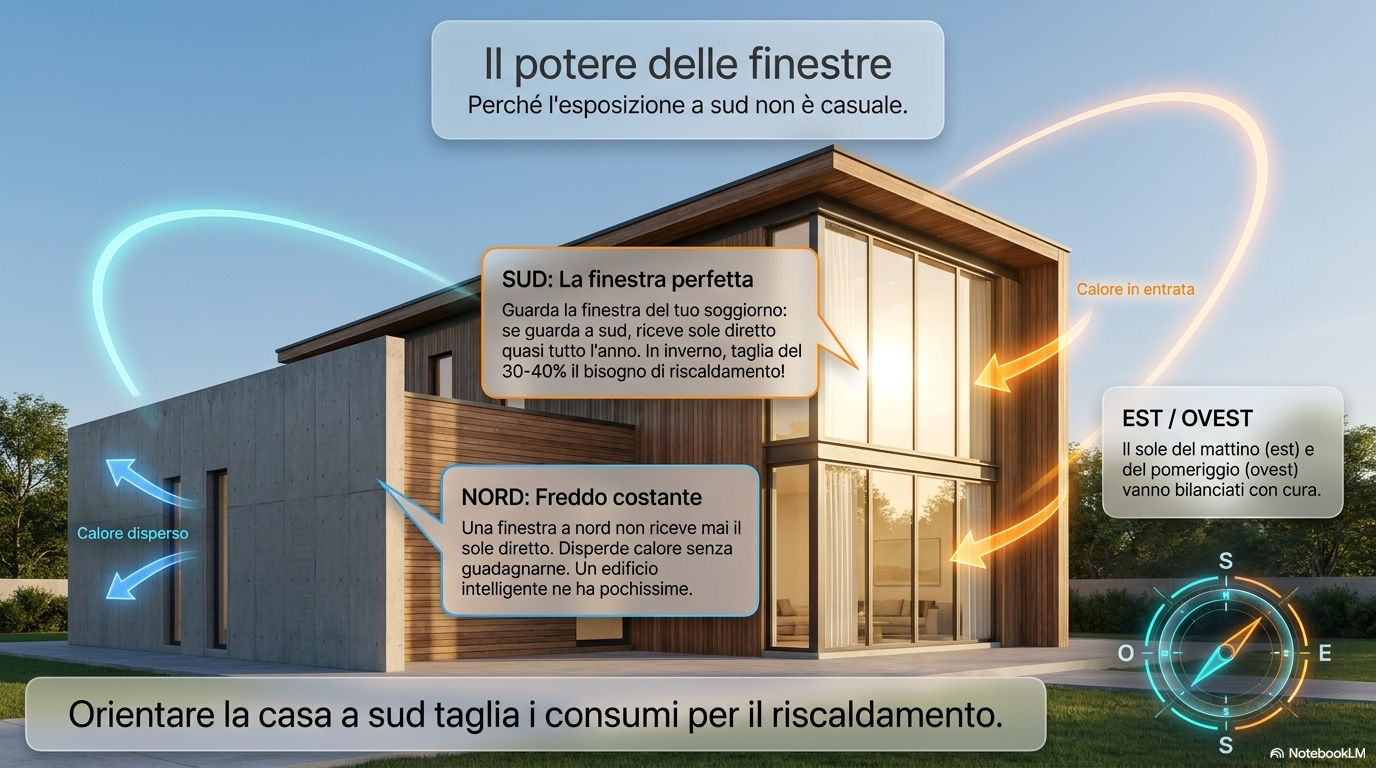 Il potere delle finestre
Perché l'esposizione a sud non è casuale.
SUD: La finestra perfetta
Guarda la finestra del tuo soggiorno:
se guarda a sud, riceve sole diretto
quasi tutto l'anno. In inverno, taglia del
30-40% il bisogno di riscaldamento!
Calore in entrata
EST / OVEST
Il sole del mattino (est) e
del pomeriggio (ovest)
vanno bilanciati con cura.
NORD: Freddo costante
Una finestra a nord non riceve mai il
sole diretto. Disperde calore senza
guadagnarne. Un edificio
intelligente ne ha pochissime.
Calore disperso
S
N
O
E
S
S
Orientare la casa a sud taglia i consumi per il riscaldamento.
NotebookLM